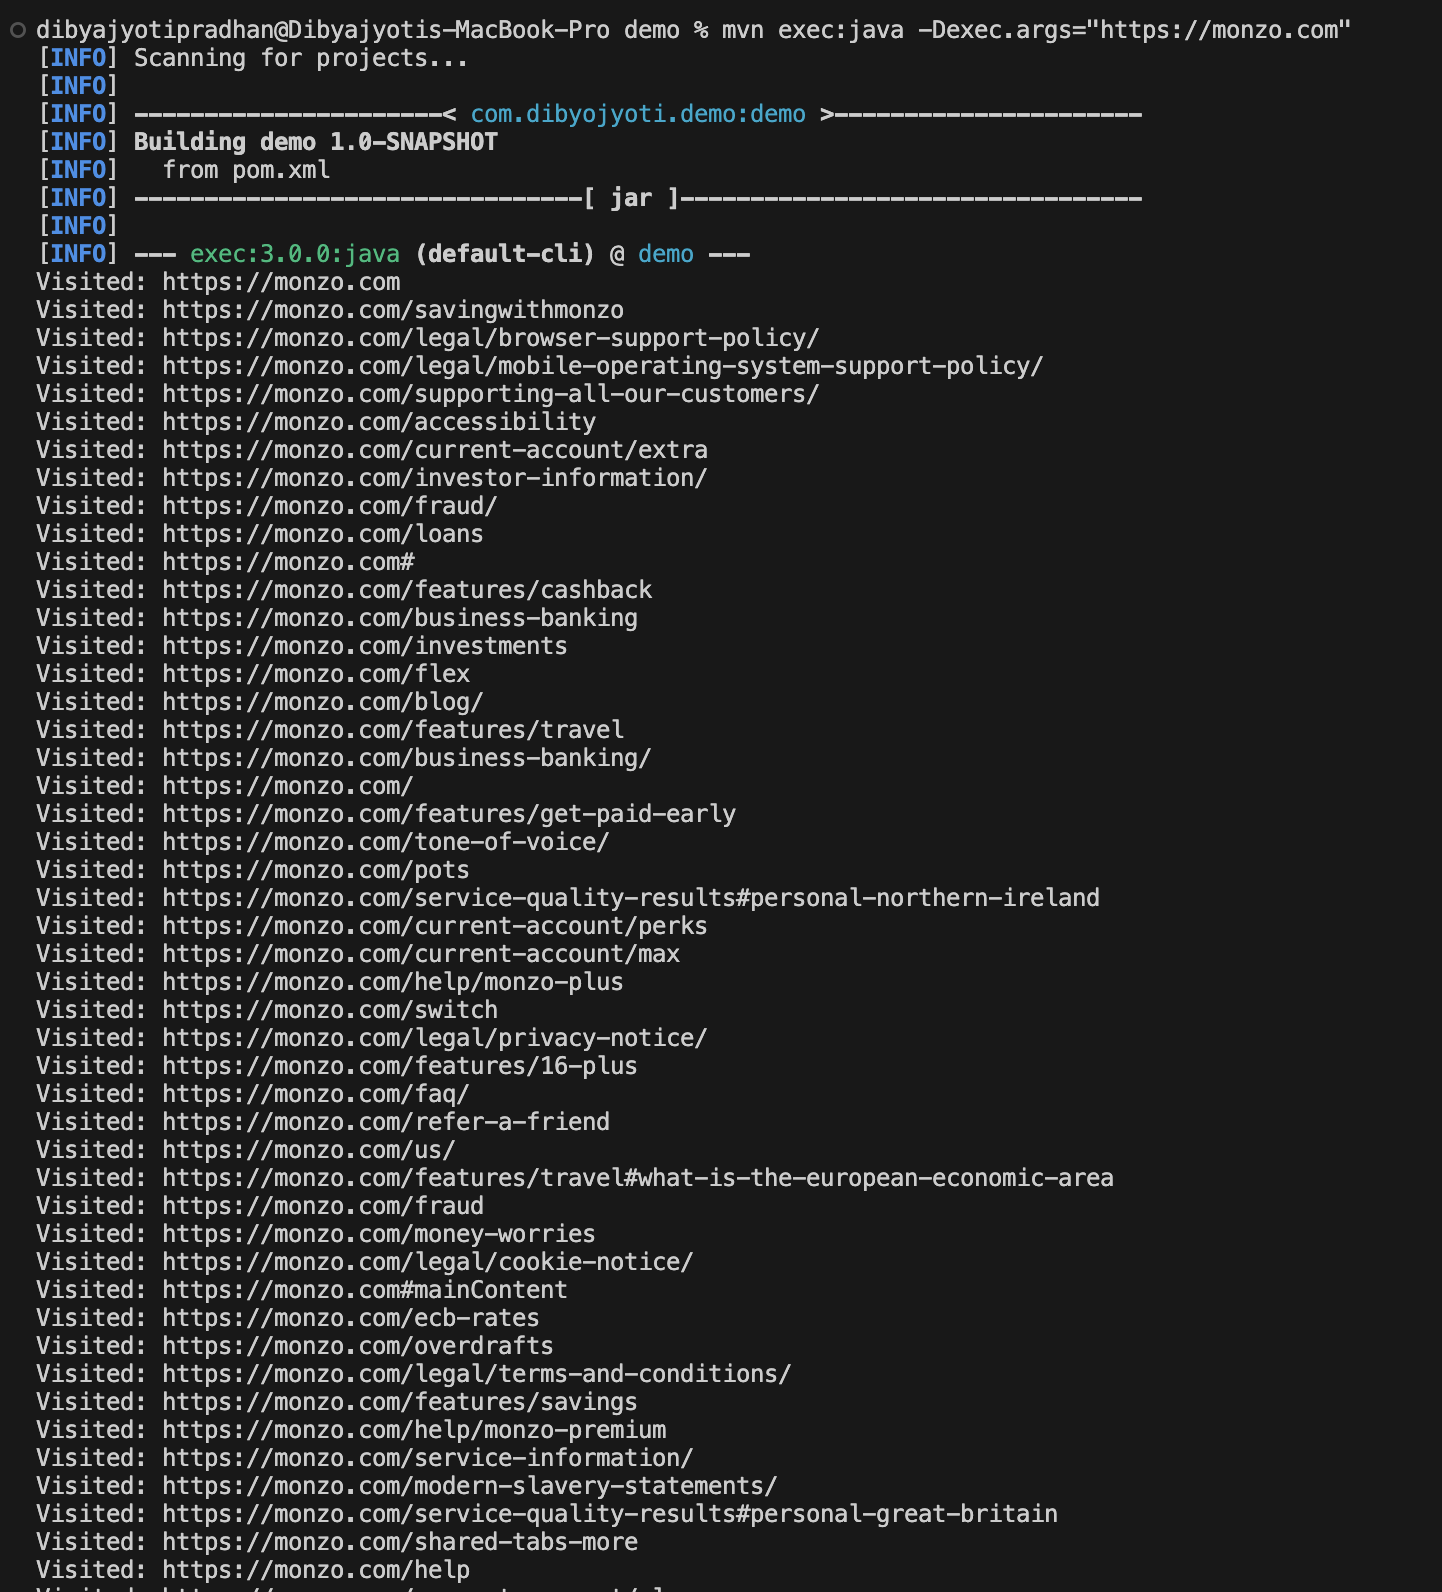 dibyajyotipradhan@Dibyajyotis-MacBook-Pro demo % mvn exec:java -Dexec.args="https://monzo.com"
[INFO] Scanning for projects...
[INFO]
[INFO] ----------------------< com.dibyojyoti.demo:demo >----------------------
[INFO] Building demo 1.0-SNAPSHOT
[INFO]   from pom.xml
[INFO] --------------------------------[ jar ]---------------------------------
[INFO]
[INFO] --- exec:3.0.0:java (default-cli) @ demo ---
Visited: https://monzo.com
Visited: https://monzo.com/savingwithmonzo
Visited: https://monzo.com/legal/browser-support-policy/
Visited: https://monzo.com/legal/mobile-operating-system-support-policy/
Visited: https://monzo.com/supporting-all-our-customers/
Visited: https://monzo.com/accessibility
Visited: https://monzo.com/current-account/extra
Visited: https://monzo.com/investor-information/
Visited: https://monzo.com/fraud/
Visited: https://monzo.com/loans
Visited: https://monzo.com#
Visited: https://monzo.com/features/cashback
Visited: https://monzo.com/business-banking
Visited: https://monzo.com/investments
Visited: https://monzo.com/flex
Visited: https://monzo.com/blog/
Visited: https://monzo.com/features/travel
Visited: https://monzo.com/business-banking/
Visited: https://monzo.com/
Visited: https://monzo.com/features/get-paid-early
Visited: https://monzo.com/tone-of-voice/
Visited: https://monzo.com/pots
Visited: https://monzo.com/service-quality-results#personal-northern-ireland
Visited: https://monzo.com/current-account/perks
Visited: https://monzo.com/current-account/max
Visited: https://monzo.com/help/monzo-plus
Visited: https://monzo.com/switch
Visited: https://monzo.com/legal/privacy-notice/
Visited: https://monzo.com/features/16-plus
Visited: https://monzo.com/faq/
Visited: https://monzo.com/refer-a-friend
Visited: https://monzo.com/us/
Visited: https://monzo.com/features/travel#what-is-the-european-economic-area
Visited: https://monzo.com/fraud
Visited: https://monzo.com/money-worries
Visited: https://monzo.com/legal/cookie-notice/
Visited: https://monzo.com#mainContent
Visited: https://monzo.com/ecb-rates
Visited: https://monzo.com/overdrafts
Visited: https://monzo.com/legal/terms-and-conditions/
Visited: https://monzo.com/features/savings
Visited: https://monzo.com/help/monzo-premium
Visited: https://monzo.com/service-information/
Visited: https://monzo.com/modern-slavery-statements/
Visited: https://monzo.com/service-quality-results#personal-great-britain
Visited: https://monzo.com/shared-tabs-more
Visited: https://monzo.com/help